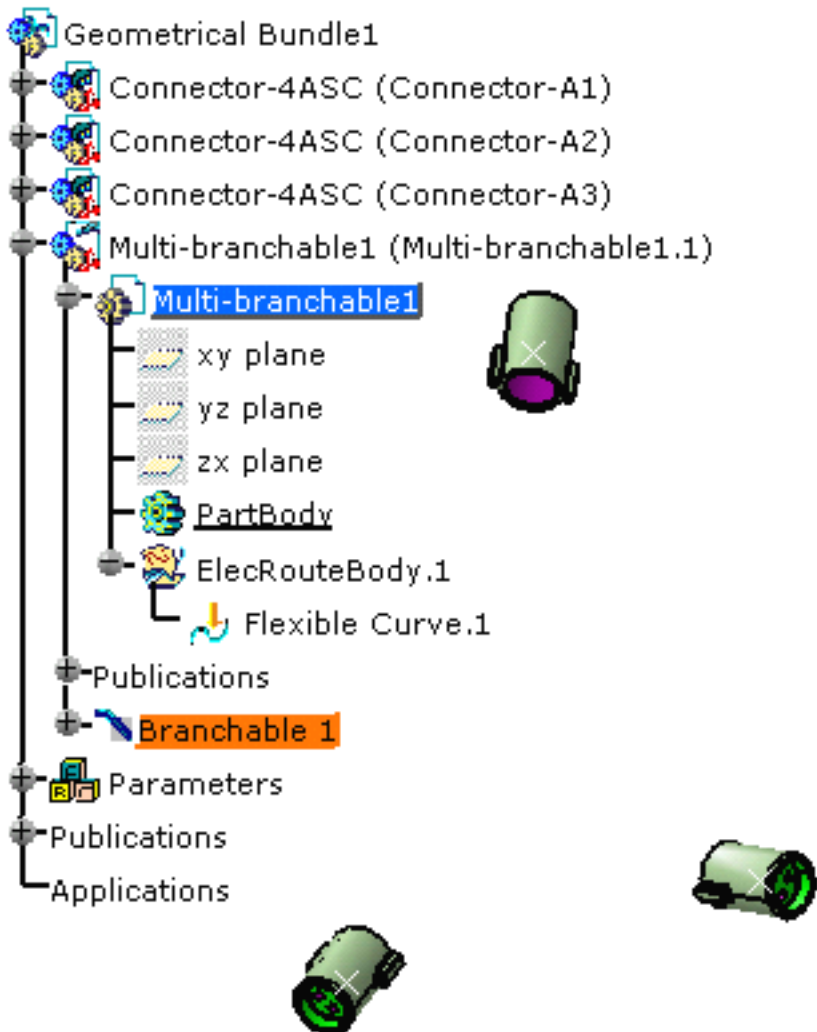 Geometrical Bundle1
Connector-4ASC (Connector-A1)
Connector-4ASC (Connector-A2)
Connector-4ASC (Connector-A3)
Multi-branchable1 (Multi-branchable1.1)
Multi-branchable1
xy plane
yz plane
zx plane
PartBody
ElecRouteBody.1
Flexible Curve.1
Publications
Branchable 1
Parameters
Publications
Applications